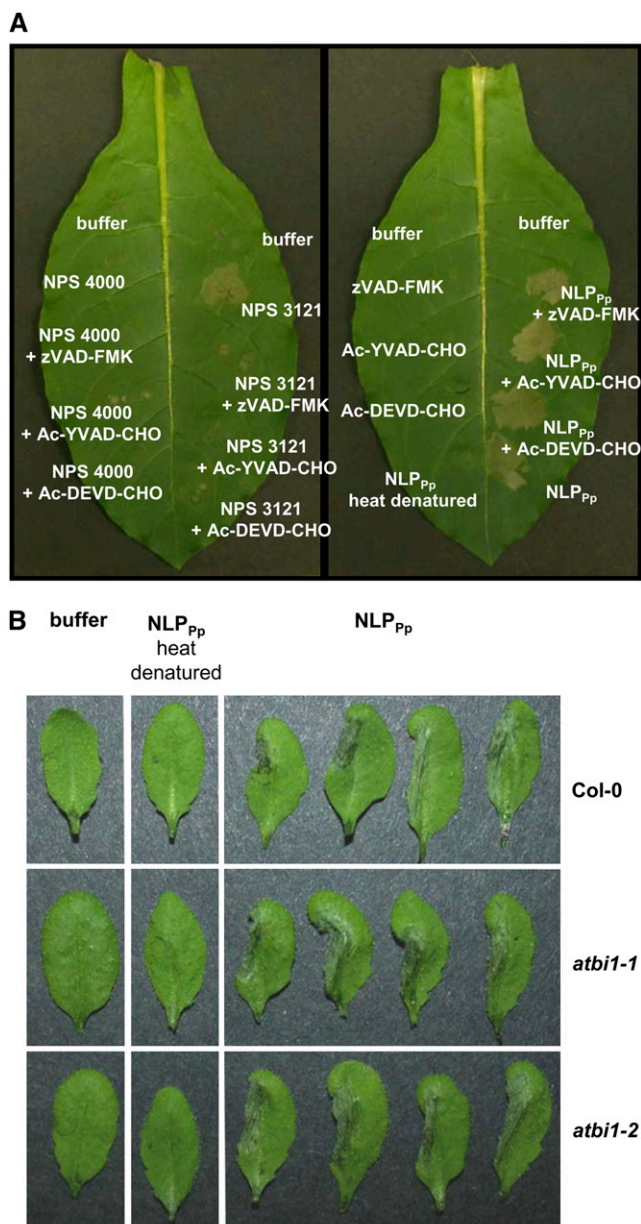 A
buffer
NPS 4000
NPS 4000
+ zVAD-FMK
NPS 4000
+ Ac-YVAD-CHO
NPS 4000
+ Ac-DEVD-CHO
buffer
NPS 3121
NPS 3121
+ zVAD-FMK
NPS 3121
+ Ac-YVAD-CHO
NPS 3121
+ Ac-DEVD-CHO
buffer
zVAD-FMK
Ac-YVAD-CHO
Ac-DEVD-CHO
NLPPp
heat denatured
buffer
NLPPp
+ zVAD-FMK
NLPPp
+ Ac-YVAD-CHO
NLPPp
+ Ac-DEVD-CHO
NLPPp
B
buffer
NLPPp
heat
denatured
NLPPp
Col-0
atbi1-1
atbi1-2